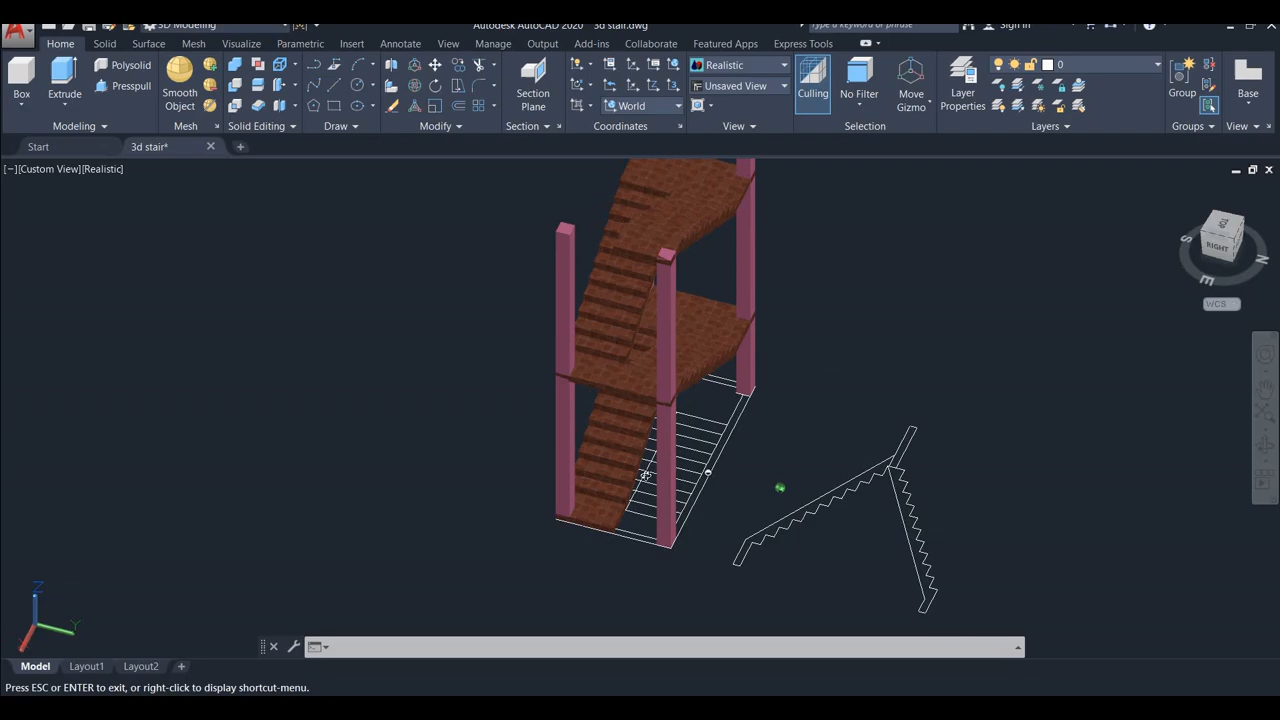 3D Modeling Autodesk AutoCAD 2020 3d stair.dwg Type a keyword or phrase Sign In
Home Solid Surface Mesh Visualize Parametric Insert Annotate View Manage Output Add-ins Collaborate Featured Apps Express Tools
Polysolid Realistic 0
Box Extrude Presspull Smooth Object Section Plane Unsaved View Culling No Filter Move Gizmo Layer Properties Group Base
World
Modeling Mesh Solid Editing Draw Modify Section Coordinates View Selection Layers Groups View
Start 3d stair*
[−][Custom View][Realistic]
TOP
S RIGHT N
E
WCS
Z
Y
Model Layout1 Layout2
Press ESC or ENTER to exit, or right-click to display shortcut-menu.